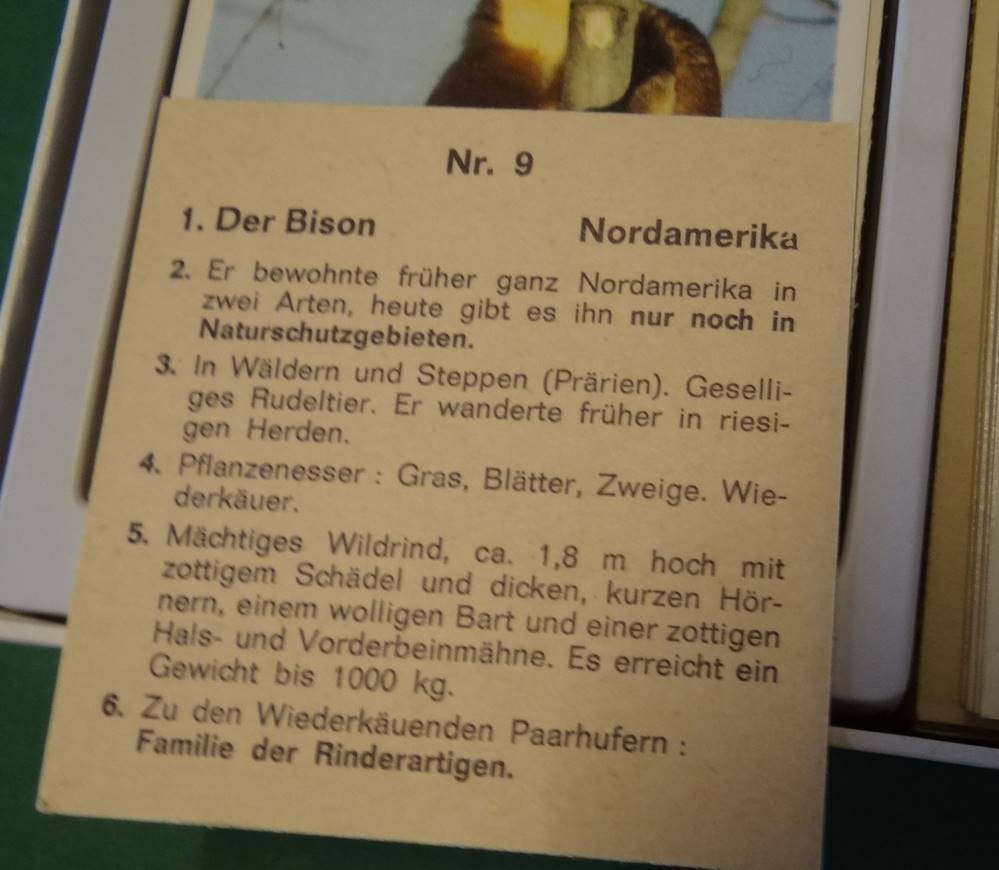 Nr. 9
1. Der Bison Nordamerika
2. Er bewohnte früher ganz Nordamerika in
zwei Arten, heute gibt es ihn nur noch in
Naturschutzgebieten.
3. In Wäldern und Steppen (Prärien). Geselli-
ges Rudeltier. Er wanderte früher in riesi-
gen Herden.
4. Pflanzenesser : Gras, Blätter, Zweige. Wie-
derkäuer.
5. Mächtiges Wildrind, ca. 1,8 m hoch mit
zottigem Schädel und dicken, kurzen Hör-
nern, einem wolligen Bart und einer zottigen
Hals- und Vorderbeinmähne. Es erreicht ein
Gewicht bis 1000 kg.
6. Zu den Wiederkäuenden Paarhufern :
Familie der Rinderartigen.